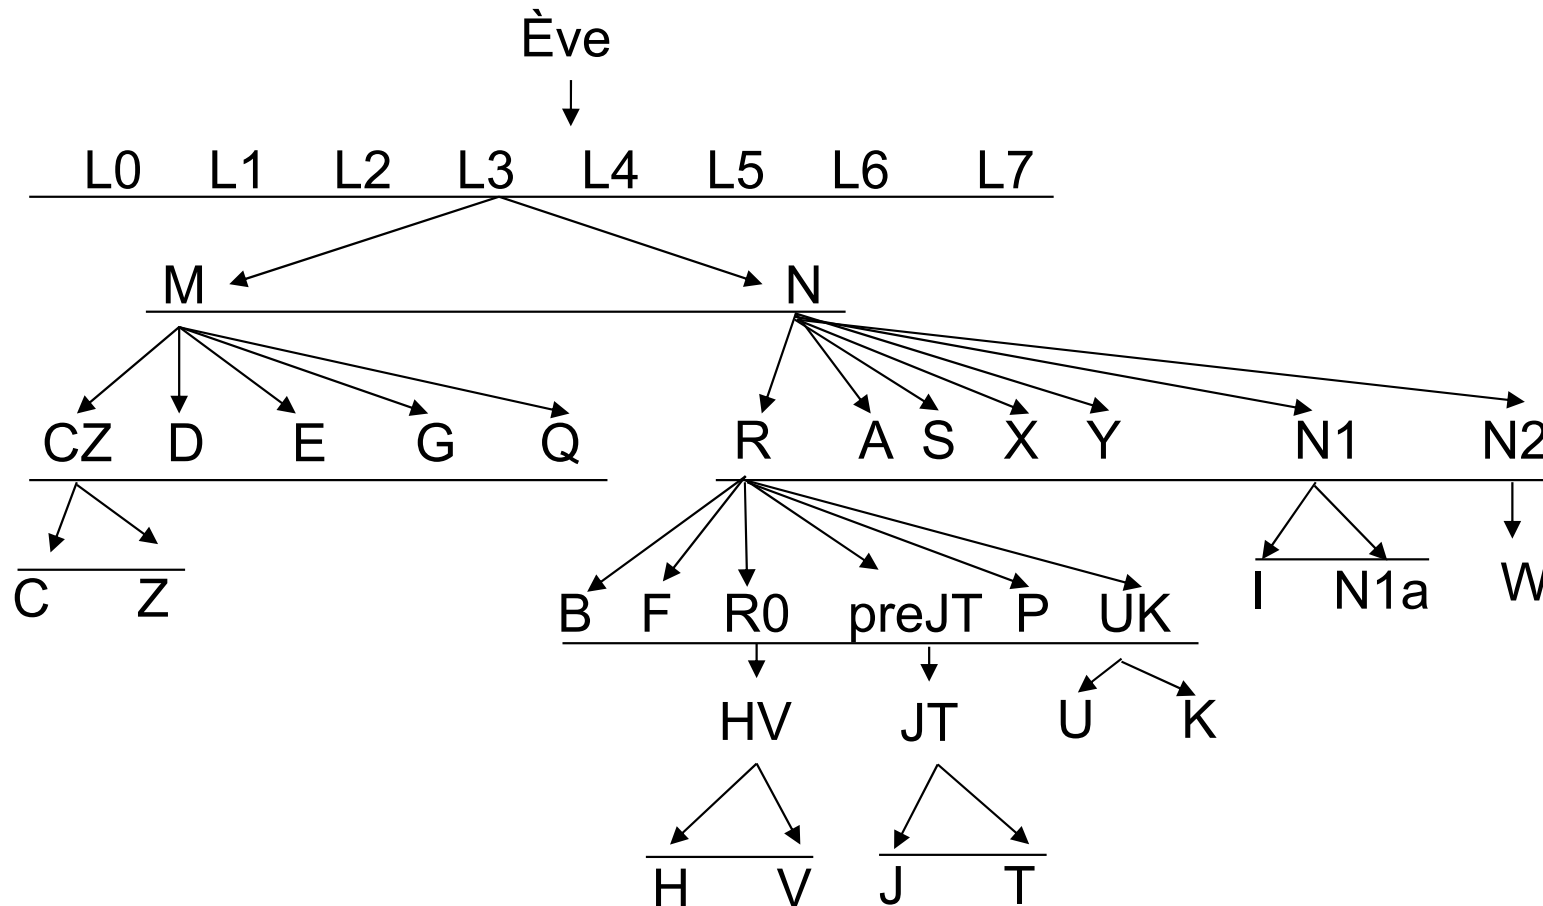 Ève
L0 L1 L2 L3 L4 L5 L6 L7
M N
CZ D E G Q R A S X Y N1 N2
C Z B F R0 preJT P UK I N1a W
HV JT U K
H V J T